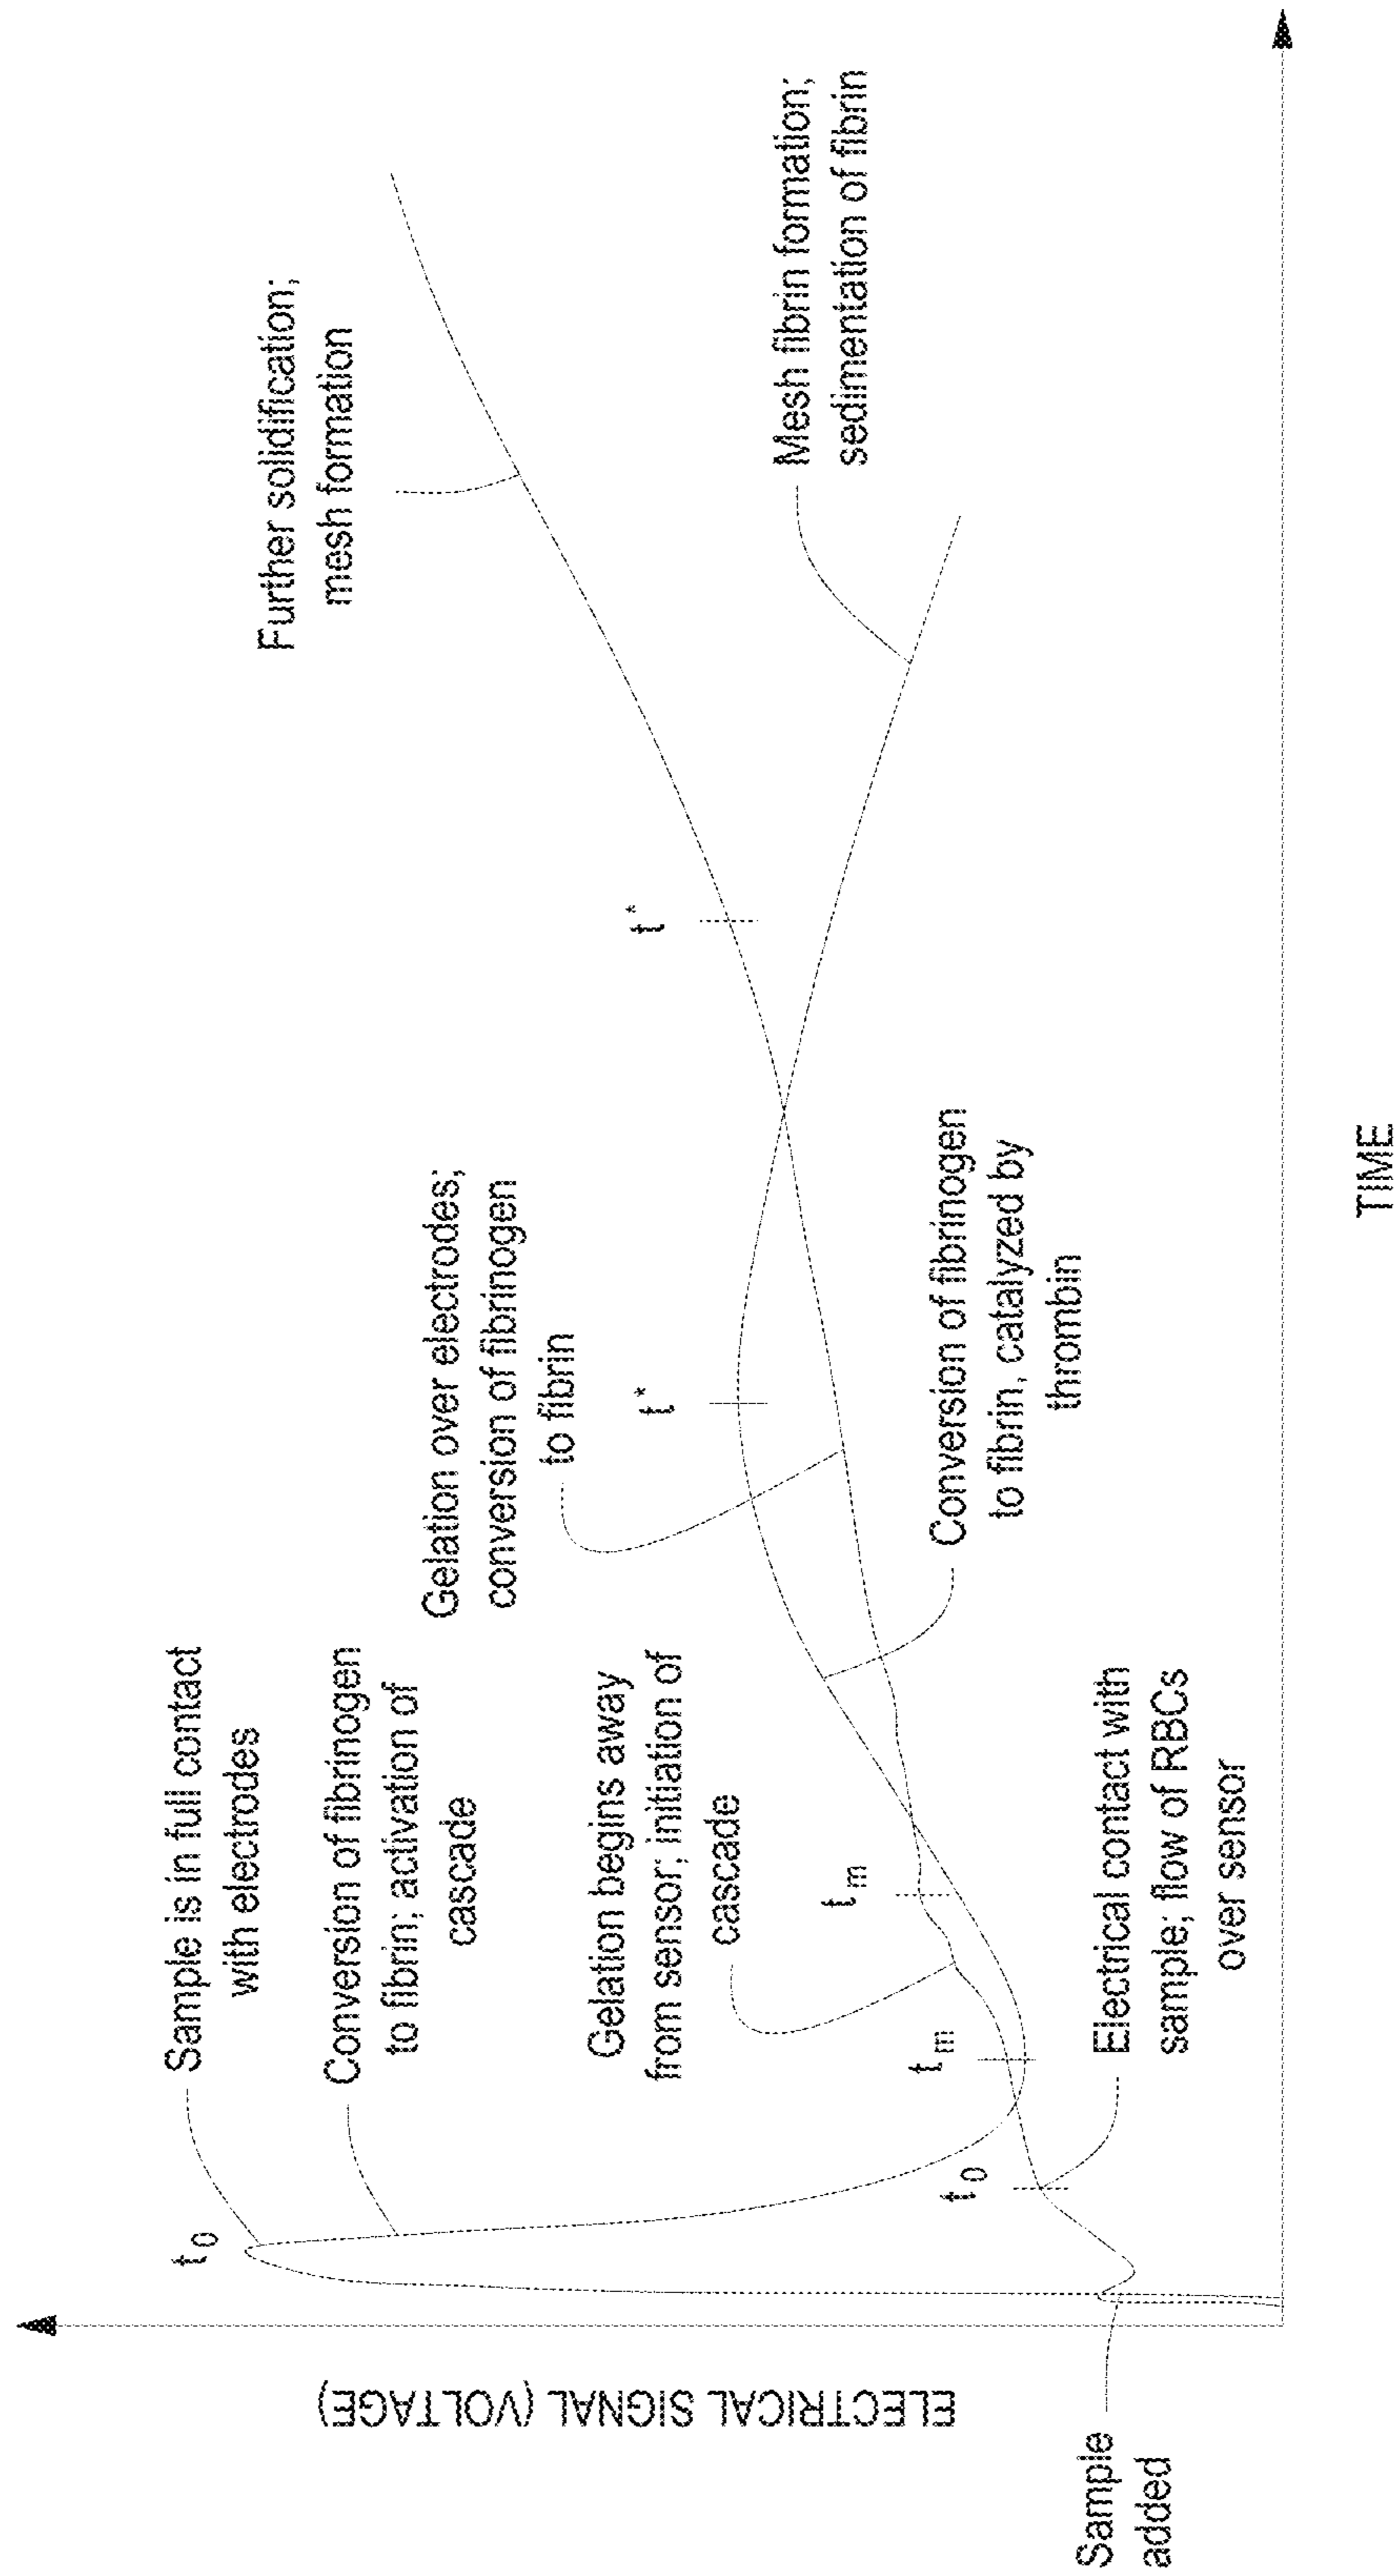 ELECTRICAL SIGNAL (VOLTAGE)
Sample
added
t0
Sample is in full contact
with electrodes
Conversion of fibrinogen
to fibrin; activation of
cascade
Gelation begins away
from sensor; initiation of
cascade
t0
tm
tm
Electrical contact with
sample; flow of RBCs
over sensor
Gelation over electrodes;
conversion of fibrinogen
to fibrin
t*
Conversion of fibrinogen
to fibrin, catalyzed by
thrombin
t*
Further solidification;
mesh formation
Mesh fibrin formation;
sedimentation of fibrin
TIME